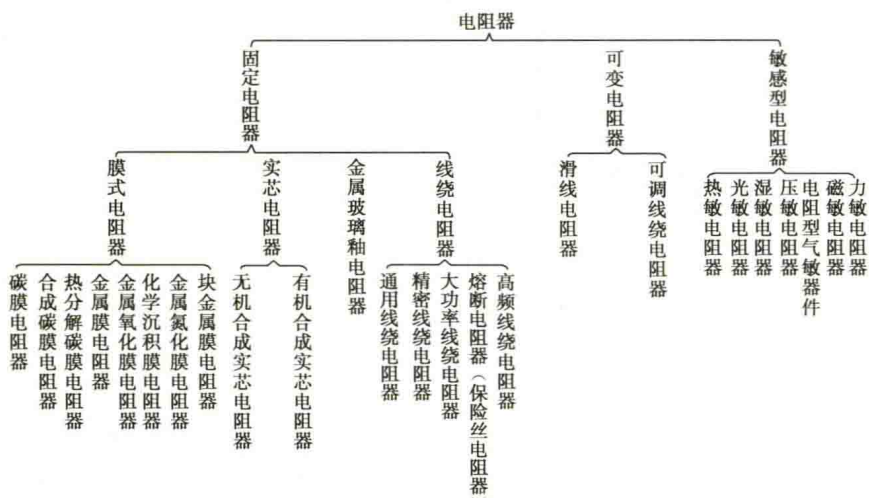 电阻器
固定电阻器
可变电阻器
敏感型电阻器
膜式电阻器
实芯电阻器
金属玻璃釉电阻器
线绕电阻器
滑线电阻器
可调线绕电阻器
热敏电阻器
光敏电阻器
湿敏电阻器
压敏电阻器
电阻型气敏器件
磁敏电阻器
力敏电阻器
碳膜电阻器
合成碳膜电阻器
热分解碳膜电阻器
金属膜电阻器
金属氧化膜电阻器
化学沉积膜电阻器
金属氮化膜电阻器
块金属膜电阻器
无机合成实芯电阻器
有机合成实芯电阻器
通用线绕电阻器
精密线绕电阻器
大功率线绕电阻器
熔断电阻器（保险丝电阻器
高频线绕电阻器